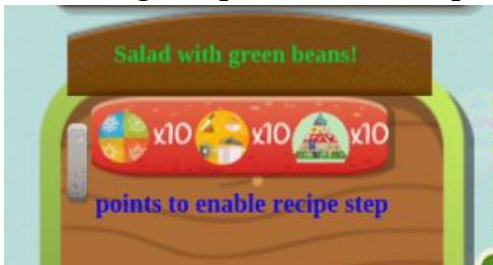 Salad with green beans!
x10 x10 x10
points to enable recipe step